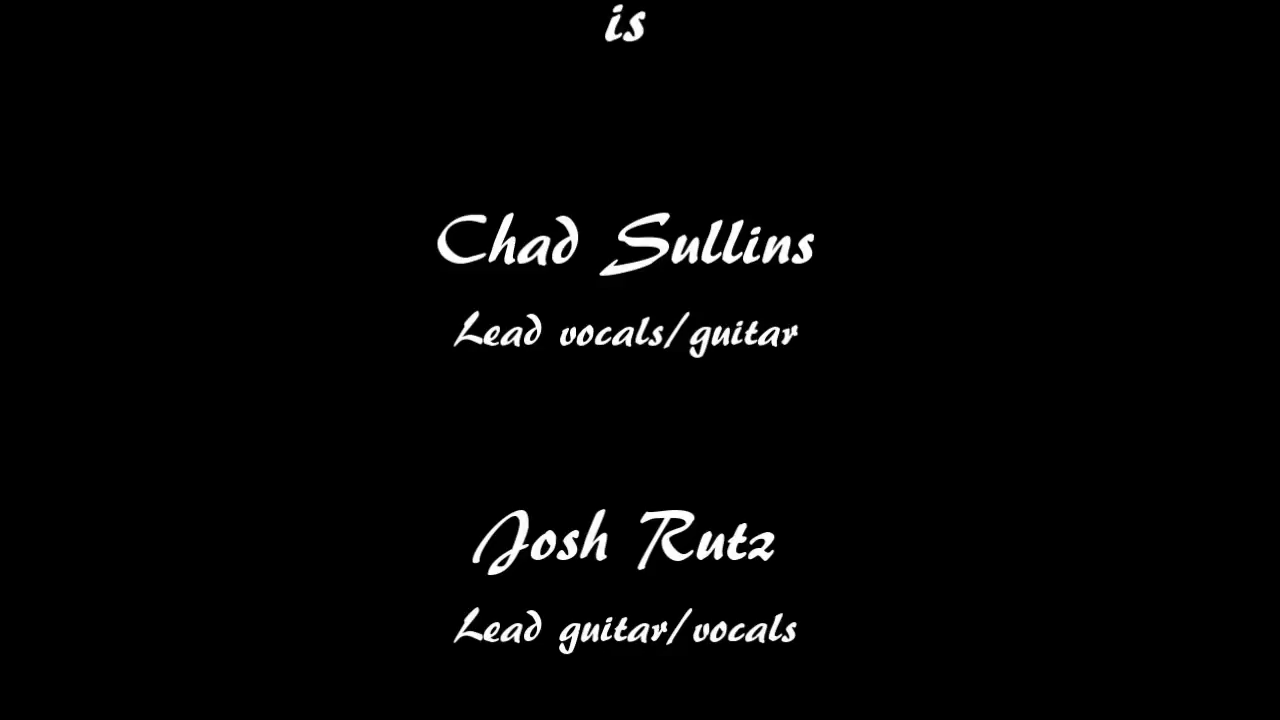 is
Chad Sullins
Lead vocals/guitar
Josh Rutz
Lead guitar/vocals